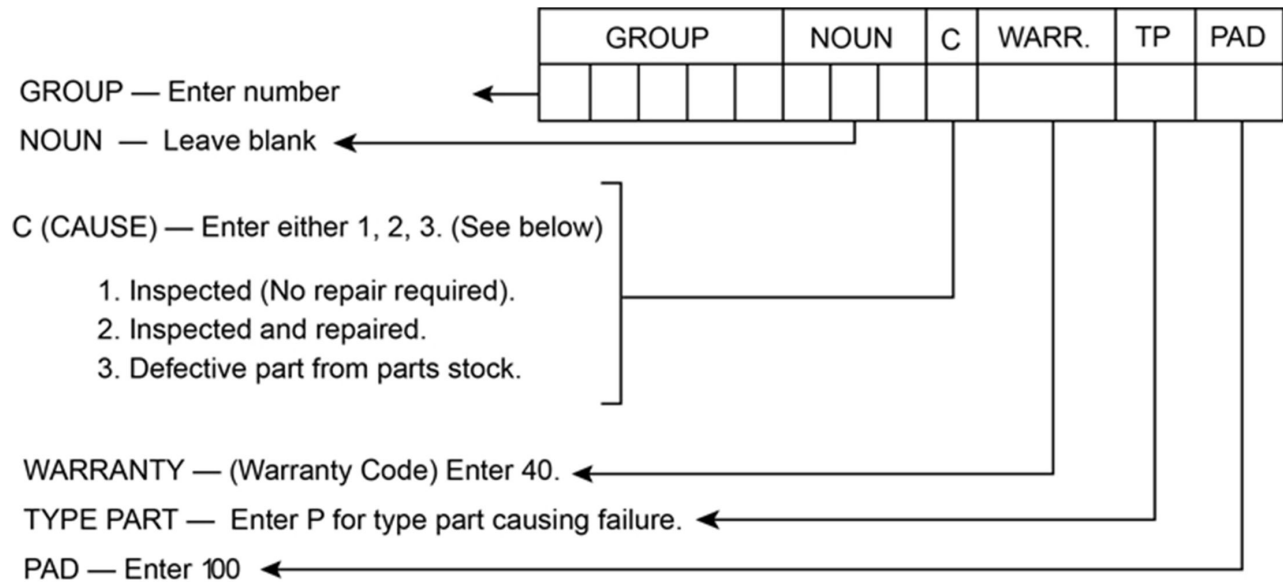 GROUP NOUN C WARR. TP PAD
GROUP — Enter number
NOUN — Leave blank
C (CAUSE) — Enter either 1, 2, 3. (See below)
1. Inspected (No repair required).
2. Inspected and repaired.
3. Defective part from parts stock.
WARRANTY — (Warranty Code) Enter 40.
TYPE PART — Enter P for type part causing failure.
PAD — Enter 100